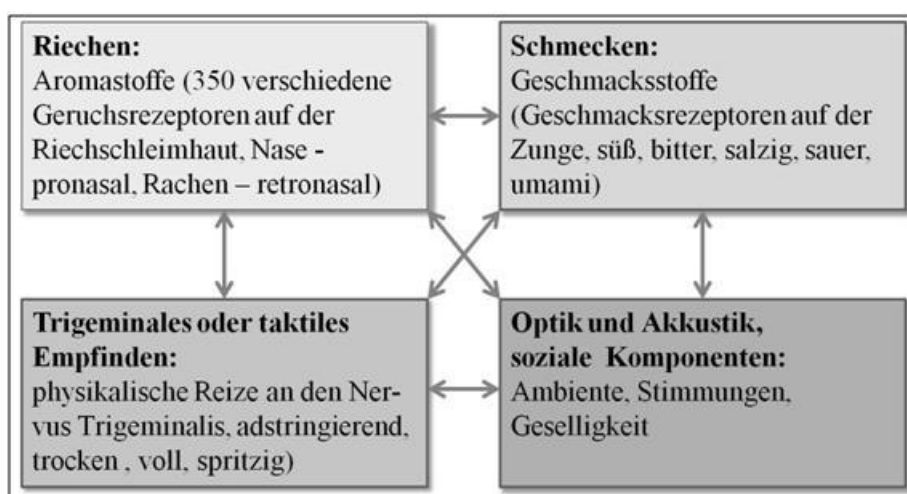 Riechen:
Aromastoffe (350 verschiedene
Geruchsrezeptoren auf der
Riechschleimhaut, Nase -
pronasal, Rachen – retronasal)
Schmecken:
Geschmacksstoffe
(Geschmacksrezeptoren auf der
Zunge, süß, bitter, salzig, sauer,
umami)
Trigeminales oder taktiles
Empfinden:
physikalische Reize an den Ner-
vus Trigeminalis, adstringierend,
trocken , voll, spritzig)
Optik und Akkustik,
soziale Komponenten:
Ambiente, Stimmungen,
Geselligkeit